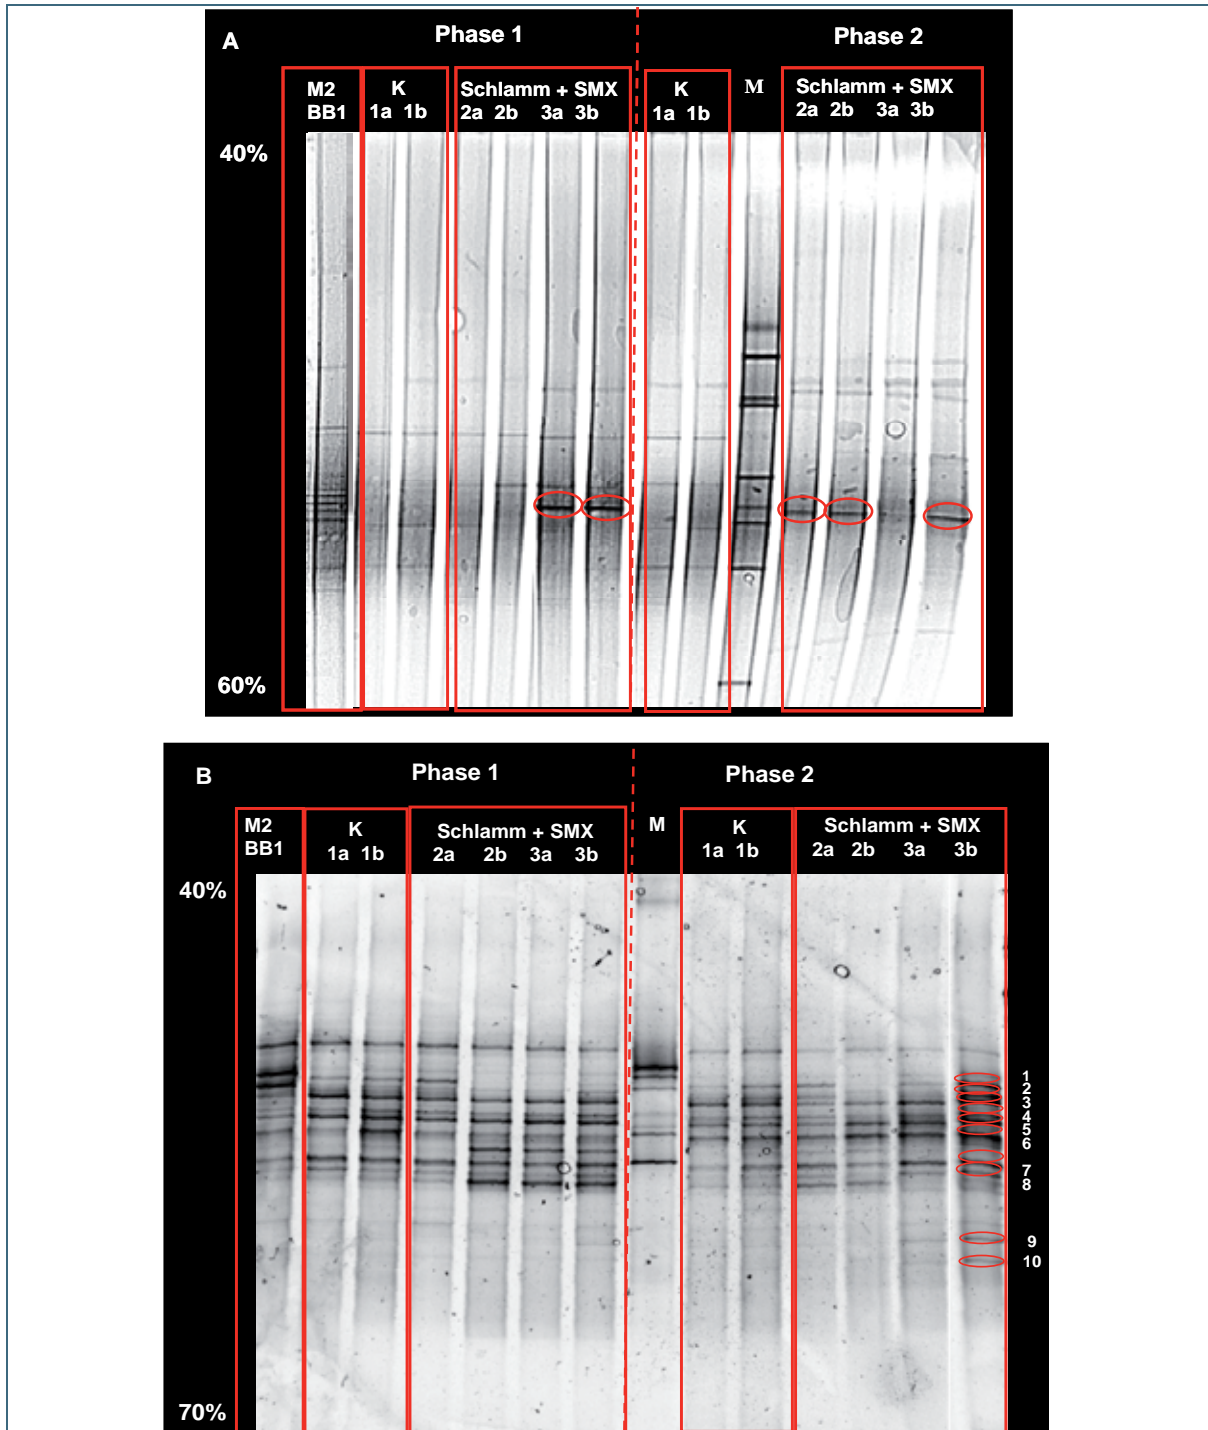 A Phase 1 Phase 2
M2 K Schlamm + SMX K M Schlamm + SMX
BB1 1a 1b 2a 2b 3a 3b 1a 1b 2a 2b 3a 3b
40%
60%
B Phase 1 Phase 2
M2 K Schlamm + SMX M K Schlamm + SMX
BB1 1a 1b 2a 2b 3a 3b 1a 1b 2a 2b 3a 3b
40%
1
2
3
4
5
6
7
8
9
10
70%